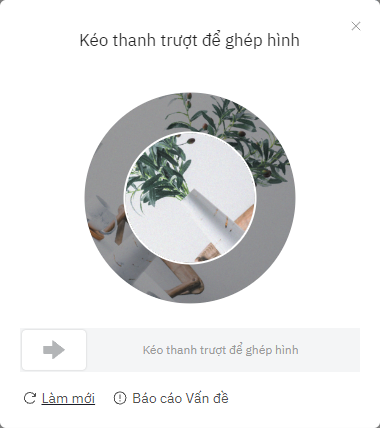 Kéo thanh trượt để ghép hình
Kéo thanh trượt để ghép hình
Làm mới
Báo cáo Vấn đề